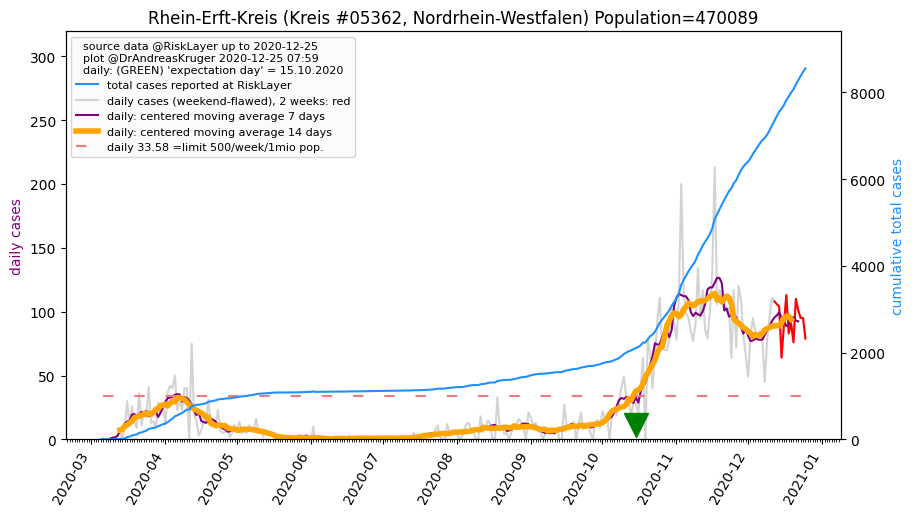 Rhein-Erft-Kreis (Kreis #05362, Nordrhein-Westfalen) Population=470089
source data @RiskLayer up to 2020-12-25
plot @DrAndreasKruger 2020-12-25 07:59
daily: (GREEN) 'expectation day' = 15.10.2020
total cases reported at RiskLayer
daily cases (weekend-flawed), 2 weeks: red
daily: centered moving average 7 days
daily: centered moving average 14 days
daily 33.58 =limit 500/week/1mio pop.
daily cases
300
250
200
150
100
50
0
cumulative total cases
8000
6000
4000
2000
0
2020-03
2020-04
2020-05
2020-06
2020-07
2020-08
2020-09
2020-10
2020-11
2020-12
2021-01